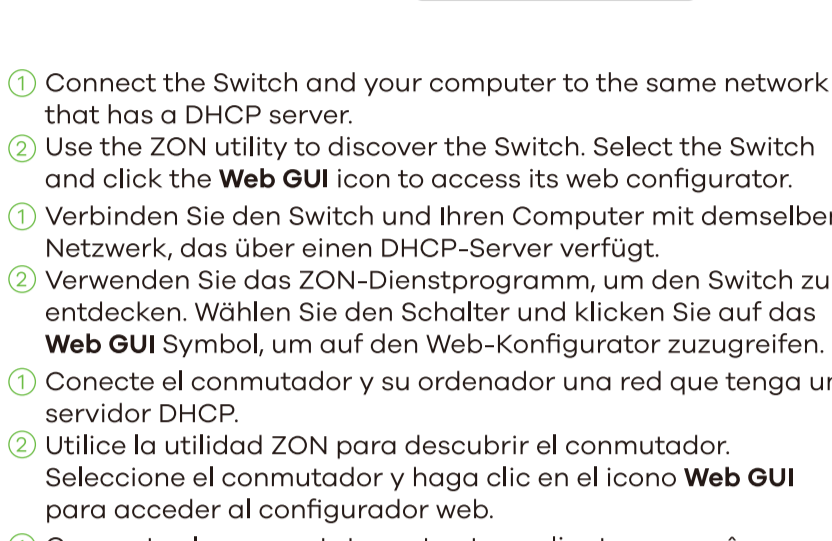 ① Connect the Switch and your computer to the same network
that has a DHCP server.
② Use the ZON utility to discover the Switch. Select the Switch
and click the Web GUI icon to access its web configurator.
① Verbinden Sie den Switch und Ihren Computer mit demselben
Netzwerk, das über einen DHCP-Server verfügt.
② Verwenden Sie das ZON-Dienstprogramm, um den Switch zu
entdecken. Wählen Sie den Schalter und klicken Sie auf das
Web GUI Symbol, um auf den Web-Konfigurator zuzugreifen.
① Conecte el conmutador y su ordenador una red que tenga un
servidor DHCP.
② Utilice la utilidad ZON para descubrir el conmutador.
Seleccione el conmutador y haga clic en el icono Web GUI
para acceder al configurador web.